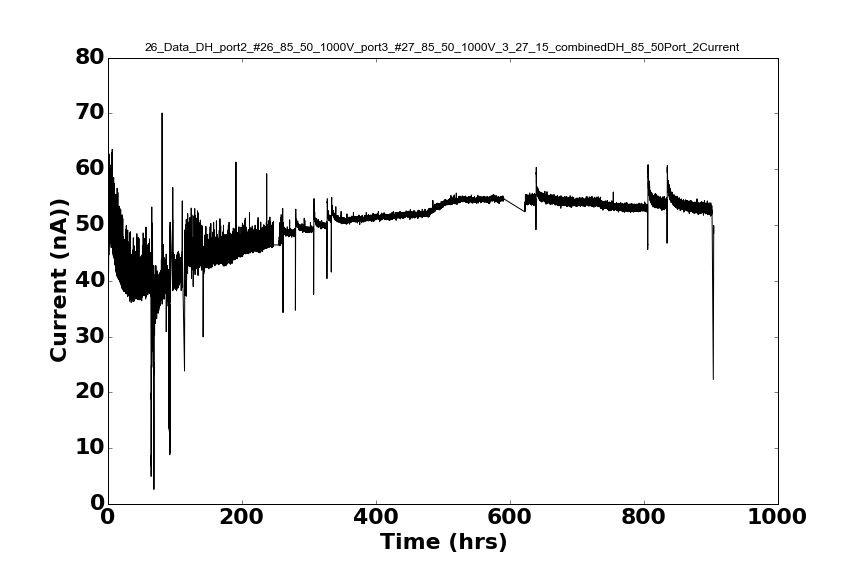 26_Data_DH_port2_#26_85_50_1000V_port3_#27_85_50_1000V_3_27_15_combinedDH_85_50Port_2Current
80
70
60
50
40
30
20
10
0
Current (nA))
0 200 400 600 800 1000
Time (hrs)